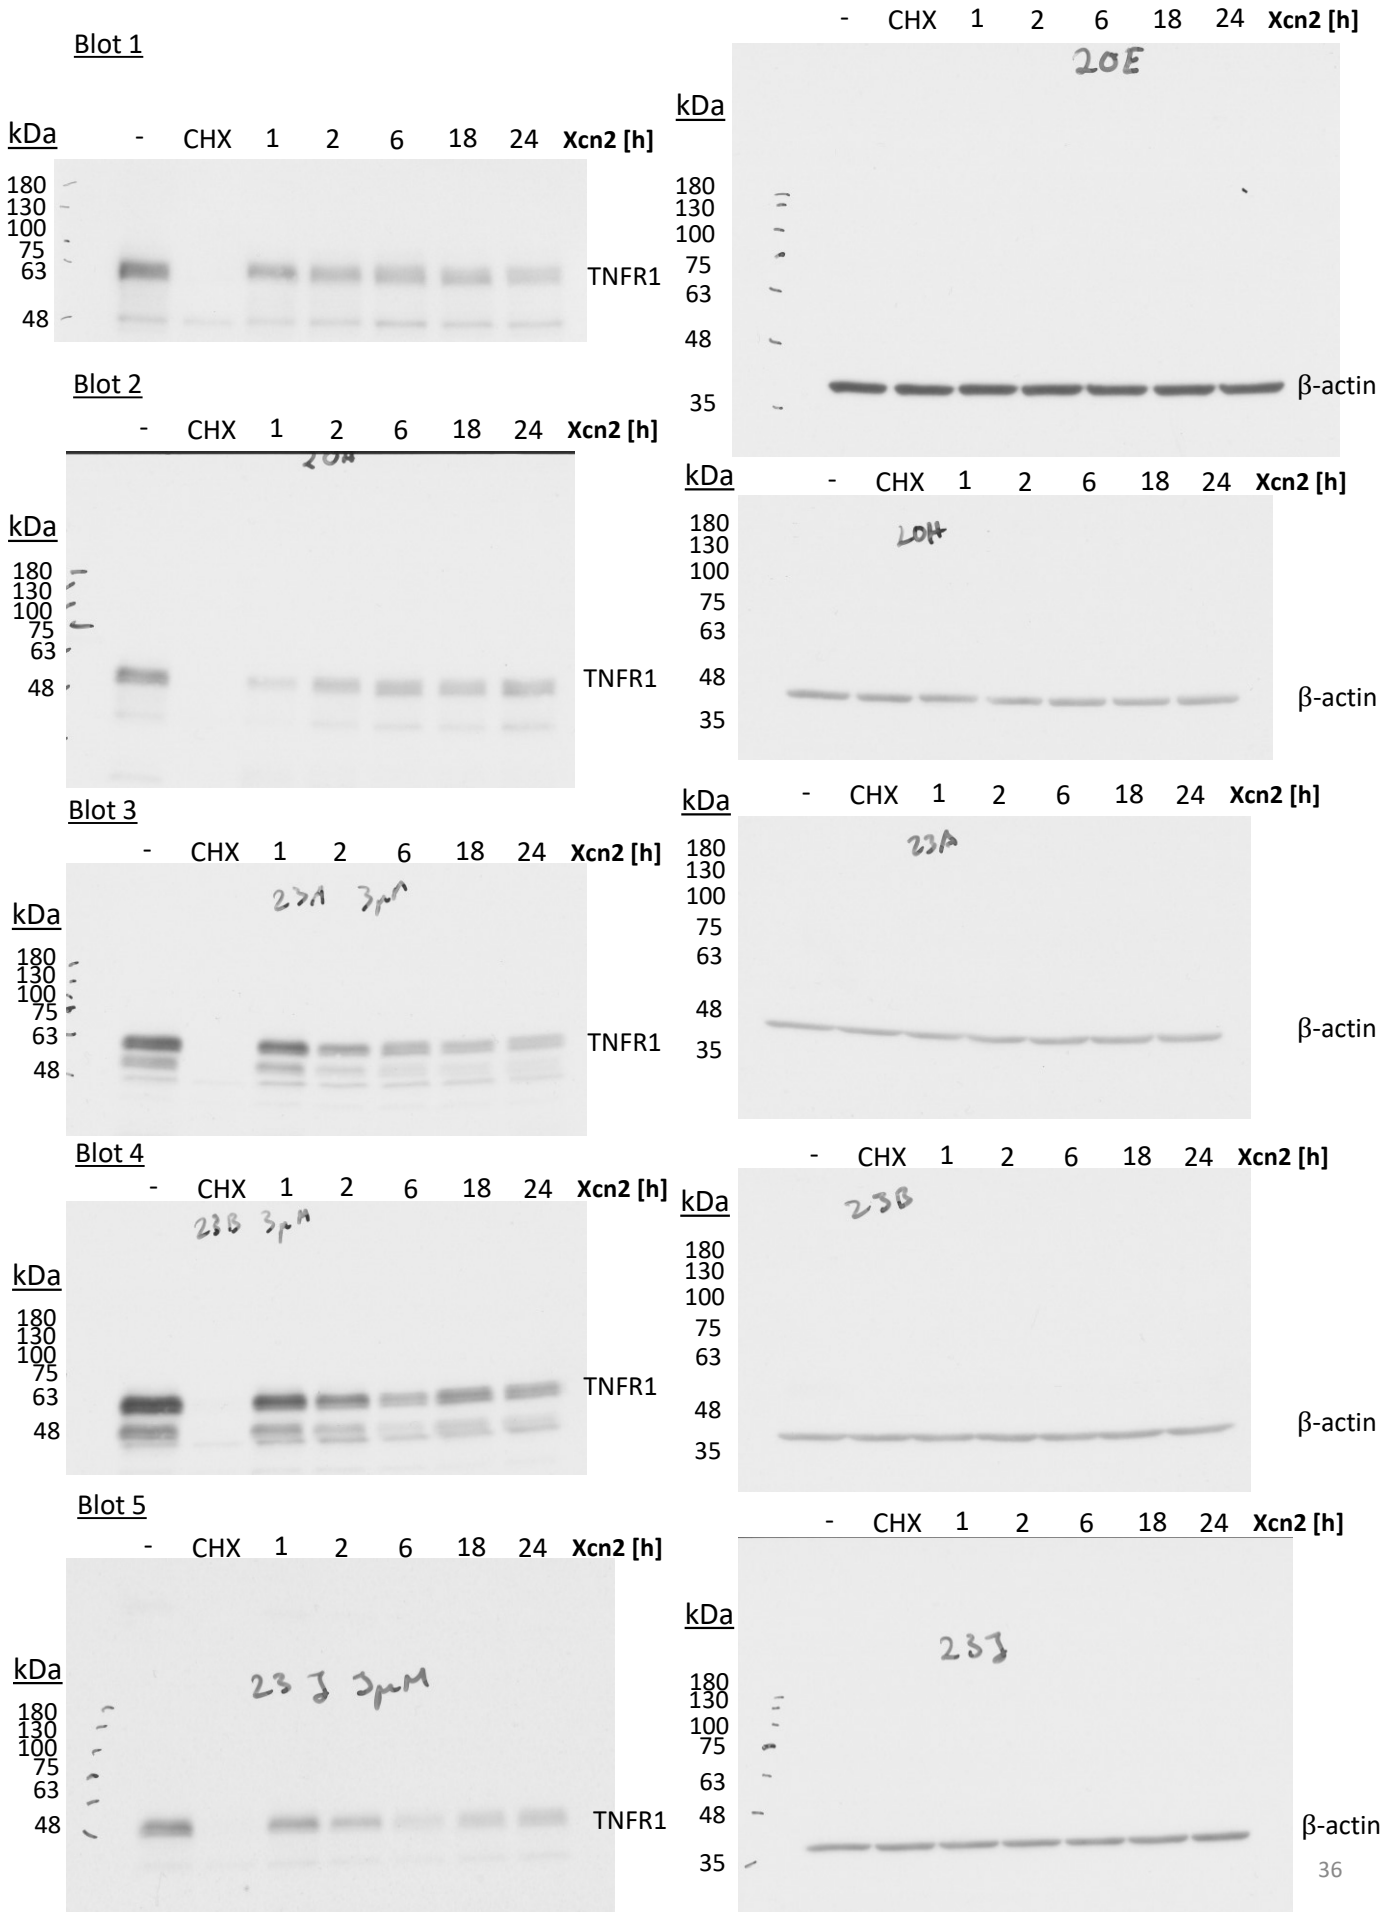 Blot 1
kDa
- CHX 1 2 6 18 24 Xcn2 [h]
180
130
100
75
63
48
TNFR1
- CHX 1 2 6 18 24 Xcn2 [h]
20E
kDa
180
130
100
75
63
48
35
β-actin
Blot 2
- CHX 1 2 6 18 24 Xcn2 [h]
kDa
180
130
100
75
63
48
TNFR1
kDa
- CHX 1 2 6 18 24 Xcn2 [h]
20H
180
130
100
75
63
48
35
β-actin
Blot 3
- CHX 1 2 6 18 24 Xcn2 [h]
23A 3μM
kDa
180
130
100
75
63
48
TNFR1
kDa
- CHX 1 2 6 18 24 Xcn2 [h]
23A
180
130
100
75
63
48
35
β-actin
Blot 4
- CHX 1 2 6 18 24 Xcn2 [h]
23B 3μM
kDa
180
130
100
75
63
48
TNFR1
- CHX 1 2 6 18 24 Xcn2 [h]
23B
kDa
180
130
100
75
63
48
35
β-actin
Blot 5
- CHX 1 2 6 18 24 Xcn2 [h]
23J 3μM
kDa
180
130
100
75
63
48
TNFR1
- CHX 1 2 6 18 24 Xcn2 [h]
kDa
23J
180
130
100
75
63
48
35
β-actin
36